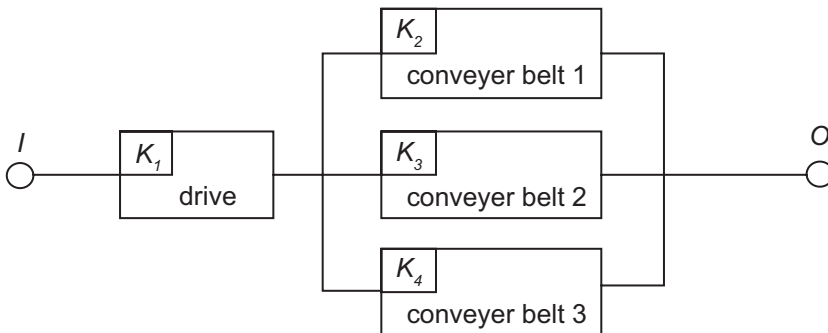 K2
conveyer belt 1
I
K1
drive
K3
conveyer belt 2
O
K4
conveyer belt 3